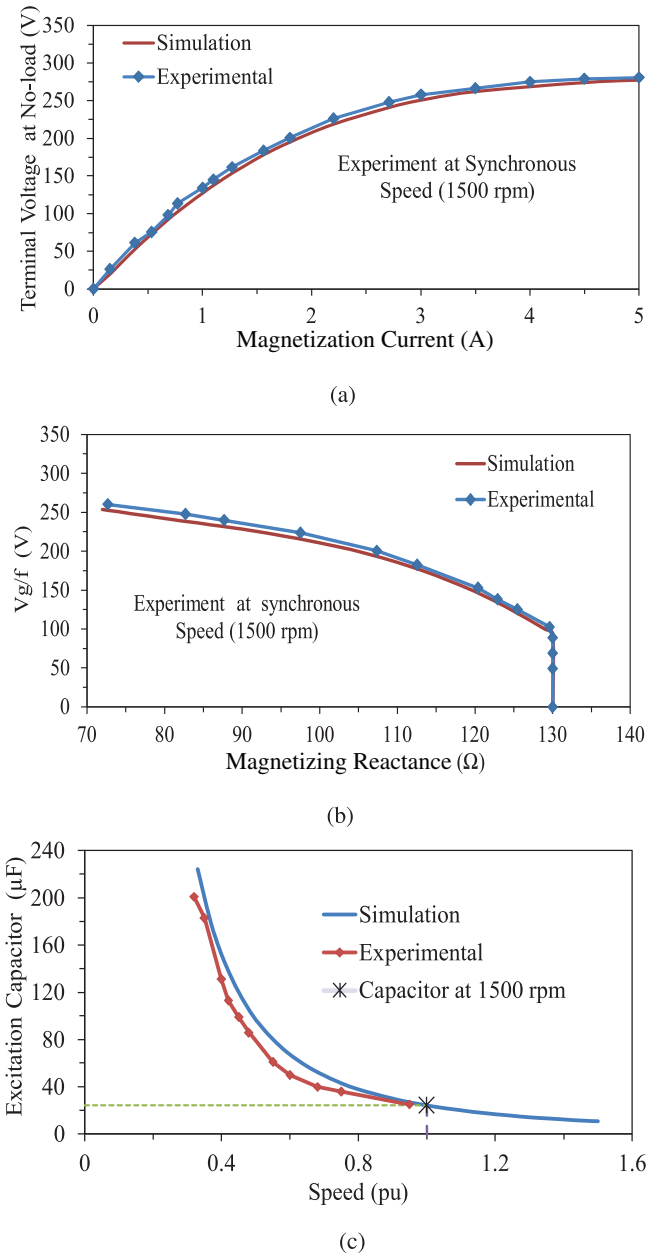 Terminal Voltage at No-load (V)
350
300
250
200
150
100
50
0
Simulation
Experimental
Experiment at Synchronous
Speed (1500 rpm)
0 1 2 3 4 5
Magnetization Current (A)
(a)
Vg/f (V)
350
300
250
200
150
100
50
0
Simulation
Experimental
Experiment at synchronous
Speed (1500 rpm)
70 80 90 100 110 120 130 140
Magnetizing Reactance (Ω)
(b)
Excitation Capacitor (µF)
240
200
160
120
80
40
0
Simulation
Experimental
Capacitor at 1500 rpm
0 0.4 0.8 1.2 1.6
Speed (pu)
(c)